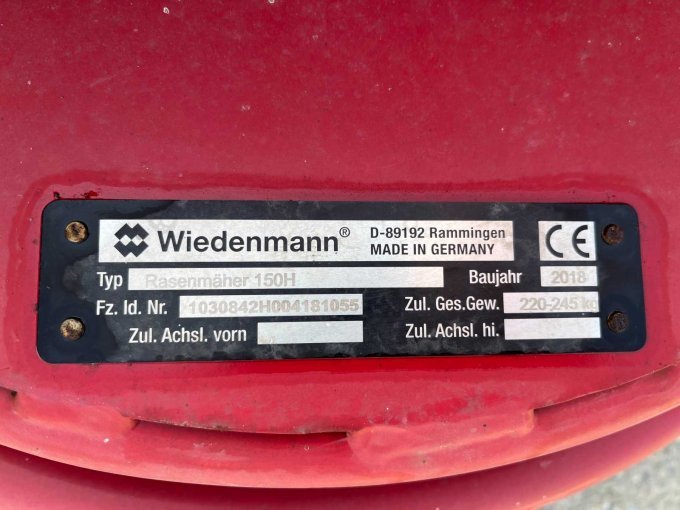 Wiedenmann® D-89192 Rammingen
MADE IN GERMANY
CE
Typ Rasenmäher 150H Baujahr 2018
Fz. Id. Nr. 1030842H004181055 Zul. Ges.Gew. 220-245 kg
Zul. Achsl. vorn Zul. Achsl. hi.